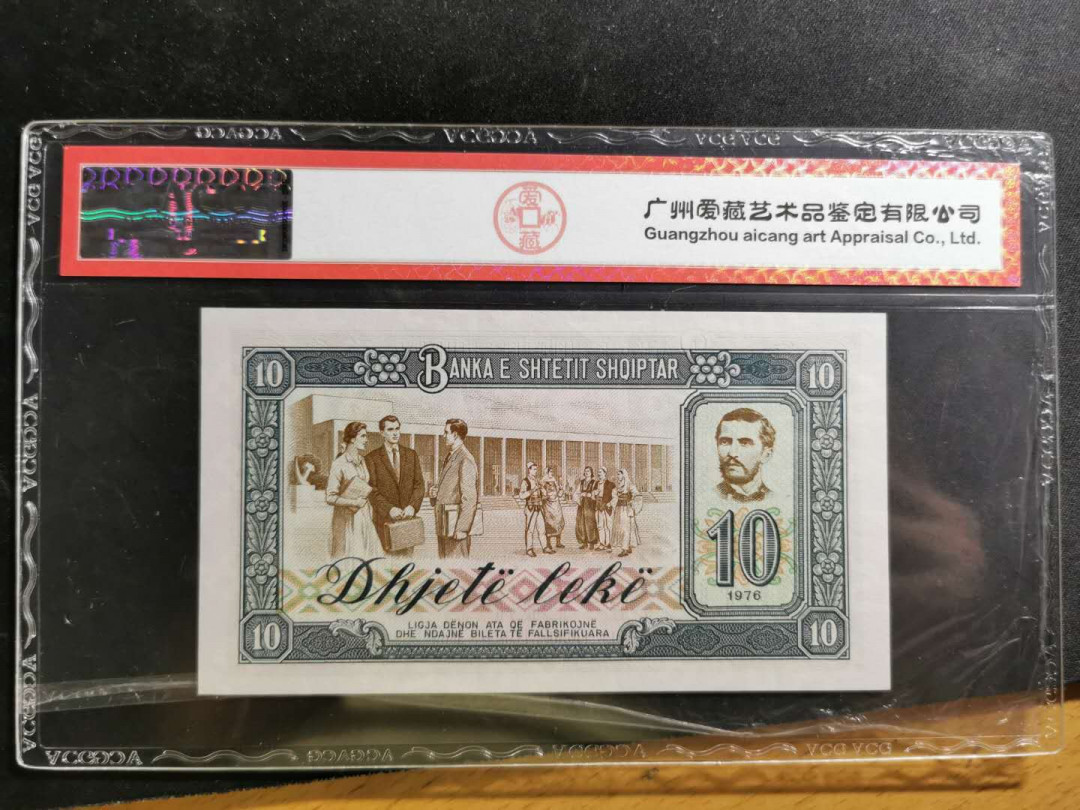 爱藏
广州爱藏艺术品鉴定有限公司
Guangzhou aicang art Appraisal Co., Ltd.
10 BANKA E SHTETIT SHQIPTAR 10
10
1976
Dhjetë lekë
LIGJA DËNON ATA QË FABRIKOJNË
DHE NDAJNË BILETA TË FALLSIFIKUARA
10 10